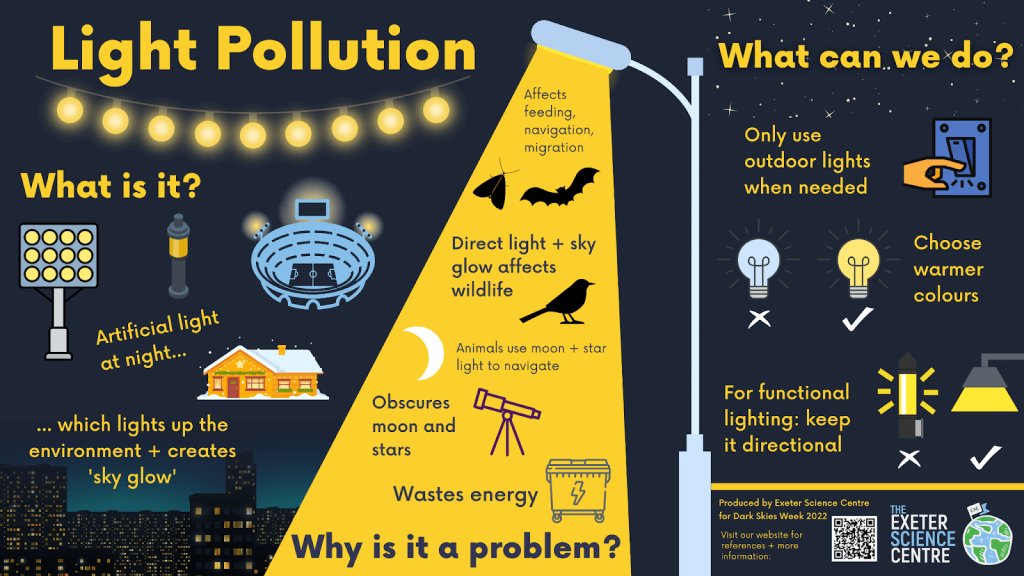 Light Pollution
What is it?
Artificial light
at night...
... which lights up the
environment + creates
'sky glow'
Affects
feeding,
navigation,
migration
Direct light + sky
glow affects
wildlife
Animals use moon + star
light to navigate
Obscures
moon and
stars
Wastes energy
Why is it a problem?
What can we do?
Only use
outdoor lights
when needed
Choose
warmer
colours
For functional
lighting: keep
it directional
Produced by Exeter Science Centre
for Dark Skies Week 2022
Visit our website for
references + more
information:
THE
EXETER
SCIENCE
CENTRE